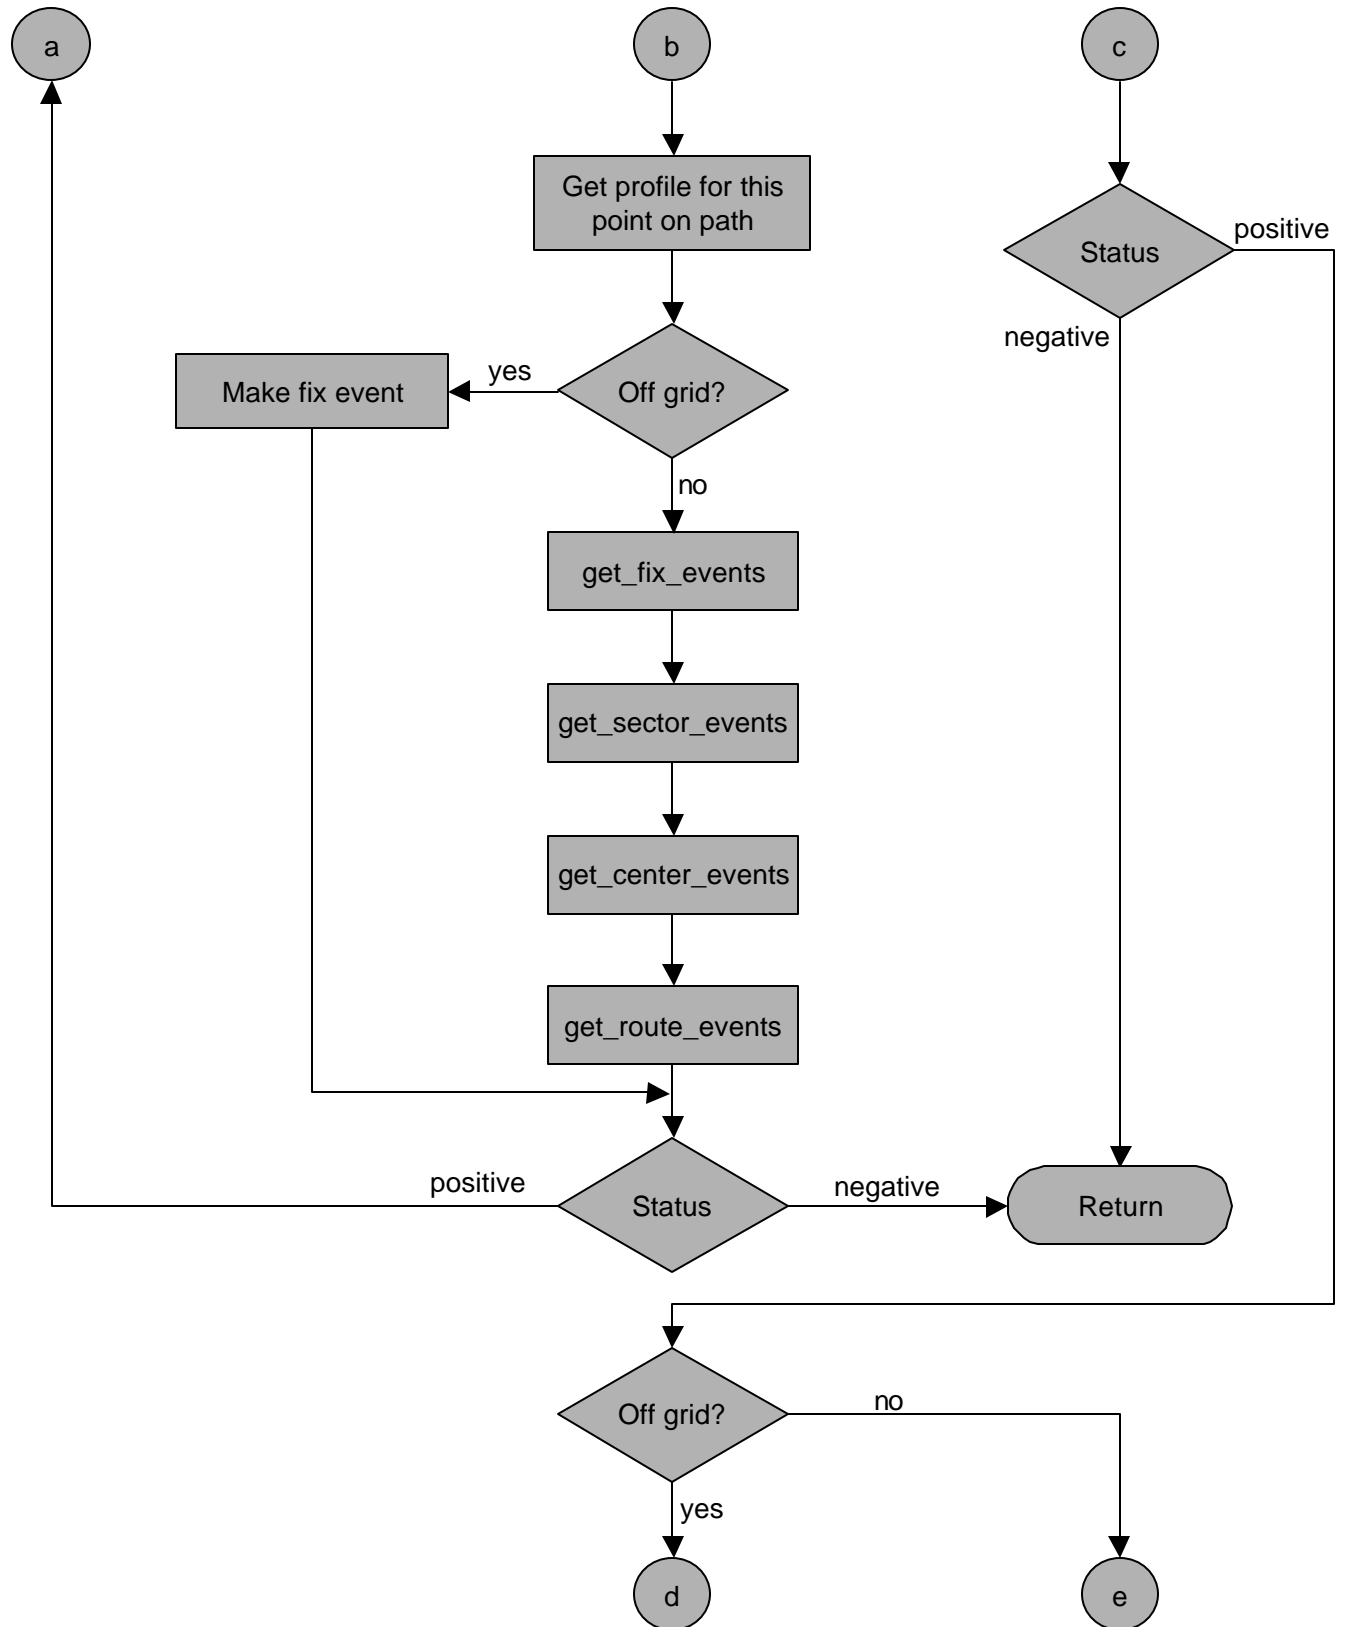 a
b
c
Get profile for this
point on path
positive
Status
negative
yes
Make fix event
Off grid?
no
get_fix_events
get_sector_events
get_center_events
get_route_events
positive
negative
Status
Return
Off grid?
no
yes
d
e